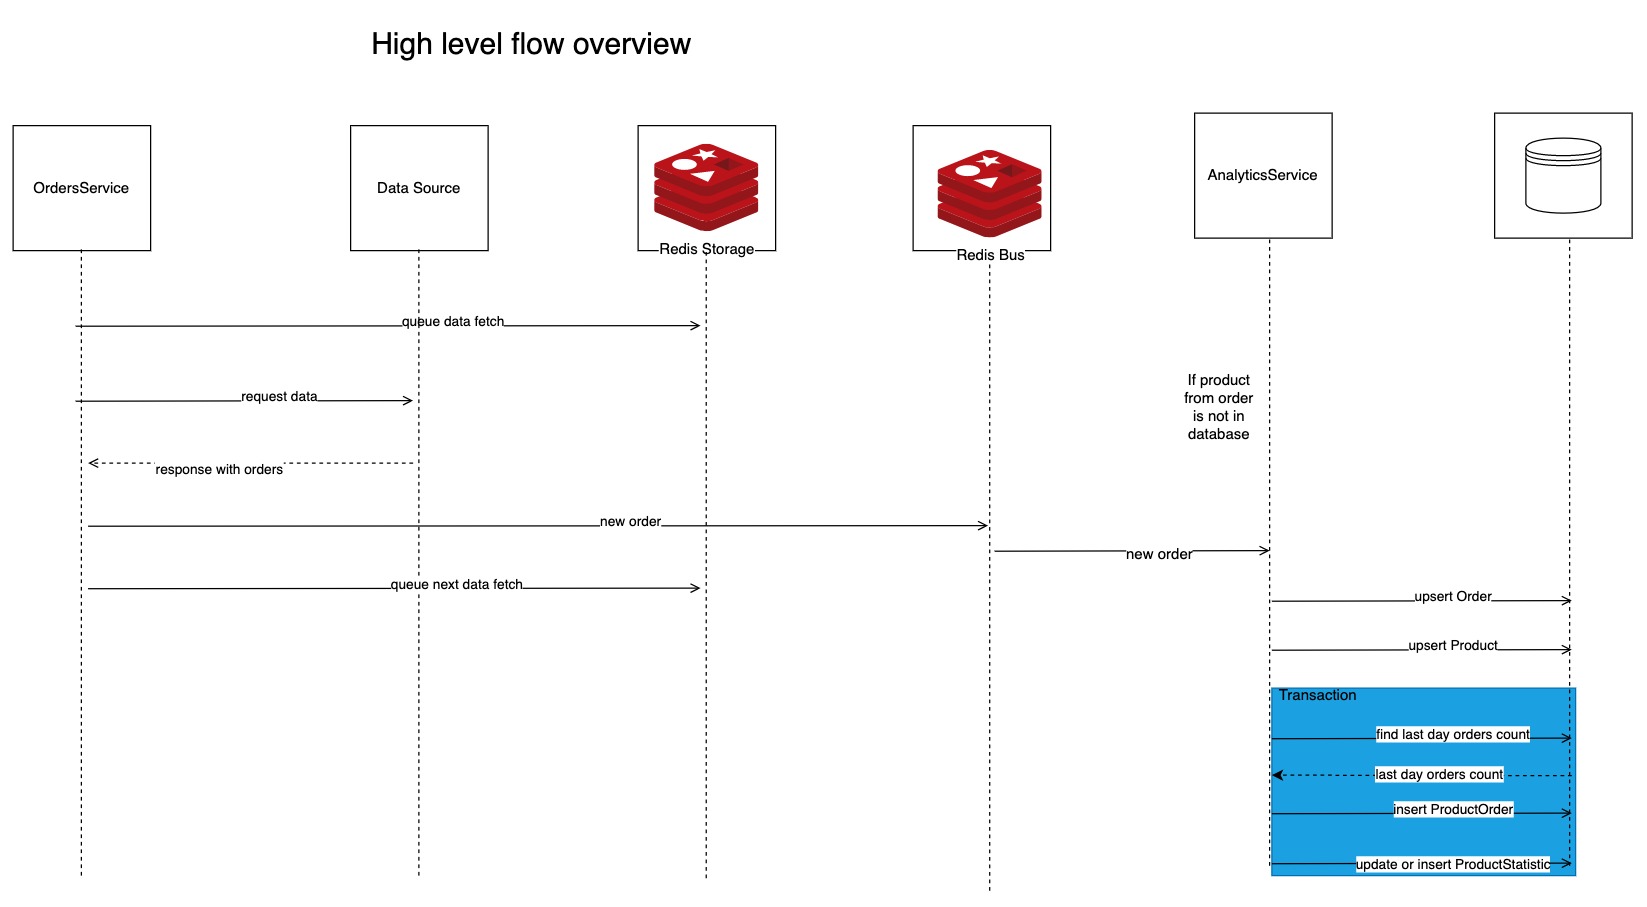 High level flow overview
OrdersService
Data Source
Redis Storage
Redis Bus
AnalyticsService
queue data fetch
request data
If product
from order
is not in
database
response with orders
new order
new order
queue next data fetch
upsert Order
upsert Product
Transaction
find last day orders count
last day orders count
insert ProductOrder
update or insert ProductStatistic